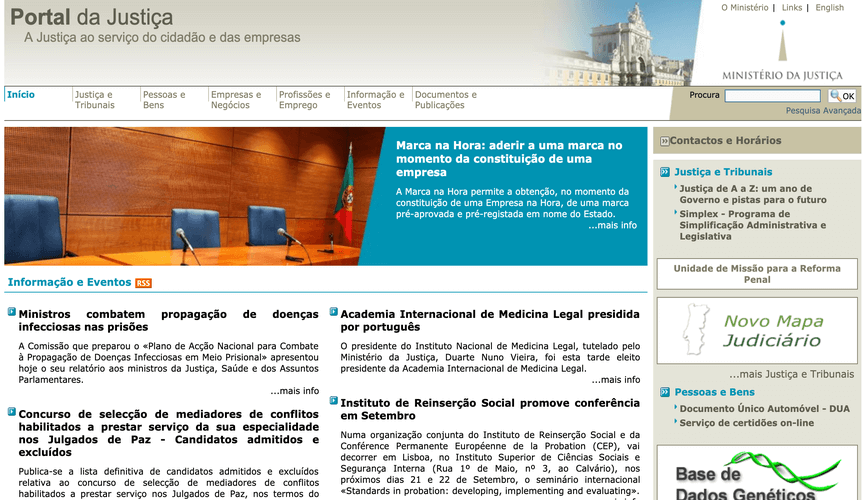 Portal da Justiça
A Justiça ao serviço do cidadão e das empresas
O Ministério | Links | English
MINISTÉRIO DA JUSTIÇA
Início
Justiça e
Tribunais
Pessoas e
Bens
Empresas e
Negócios
Profissões e
Emprego
Informação e
Eventos
Documentos e
Publicações
Procura
OK
Pesquisa Avançada
Marca na Hora: aderir a uma marca no
momento da constituição de uma
empresa
A Marca na Hora permite a obtenção, no momento da
constituição de uma Empresa na Hora, de uma marca
pré-aprovada e pré-registada em nome do Estado.
...mais info
Informação e Eventos RSS
Ministros combatem propagação de doenças
infecciosas nas prisões
A Comissão que preparou o «Plano de Acção Nacional para Combate
à Propagação de Doenças Infecciosas em Meio Prisional» apresentou
hoje o seu relatório aos ministros da Justiça, Saúde e dos Assuntos
Parlamentares.
...mais info
Concurso de selecção de mediadores de conflitos
habilitados a prestar serviço da sua especialidade
nos Julgados de Paz - Candidatos admitidos e
excluídos
Publica-se a lista definitiva de candidatos admitidos e excluídos
relativa ao concurso de selecção de mediadores de conflitos
habilitados a prestar serviço nos Julgados de Paz, nos termos do
Academia Internacional de Medicina Legal presidida
por português
O presidente do Instituto Nacional de Medicina Legal, tutelado pelo
Ministério da Justiça, Duarte Nuno Vieira, foi esta tarde eleito
presidente da Academia Internacional de Medicina Legal.
...mais info
Instituto de Reinserção Social promove conferência
em Setembro
Numa organização conjunta do Instituto de Reinserção Social e da
Conférence Permanente Européenne de la Probation (CEP), vai
decorrer em Lisboa, no Instituto Superior de Ciências Sociais e
Segurança Interna (Rua 1º de Maio, nº 3, ao Calvário), nos
próximos dias 21 e 22 de Setembro, o seminário internacional
«Standards in probation: developing, implementing and evaluating».
Contactos e Horários
Justiça e Tribunais
Justiça de A a Z: um ano de
Governo e pistas para o futuro
Simplex - Programa de
Simplificação Administrativa e
Legislativa
Unidade de Missão para a Reforma
Penal
Novo Mapa
Judiciário
...mais Justiça e Tribunais
Pessoas e Bens
Documento Único Automóvel - DUA
Serviço de certidões on-line
Base de
Dados Genéticos